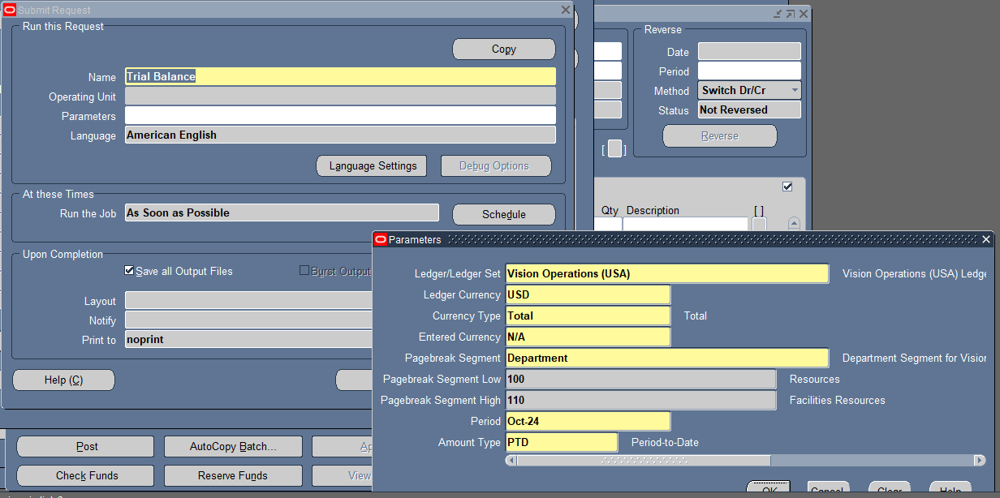 Submit Request
Run this Request
Copy
Name Trial Balance
Operating Unit
Parameters
Language American English
Language Settings Debug Options
At these Times
Run the Job As Soon as Possible Schedule
Upon Completion
Save all Output Files Burst Output
Layout
Notify
Print to noprint
Help (C)
Post AutoCopy Batch... Ap
Check Funds Reserve Funds View
Reverse
Date
Period
Method Switch Dr/Cr
Status Not Reversed
Reverse
[ ]
Qty Description [ ]
Parameters
Ledger/Ledger Set Vision Operations (USA) Vision Operations (USA) Ledge
Ledger Currency USD
Currency Type Total Total
Entered Currency N/A
Pagebreak Segment Department Department Segment for Vision
Pagebreak Segment Low 100 Resources
Pagebreak Segment High 110 Facilities Resources
Period Oct-24
Amount Type PTD Period-to-Date
OK Cancel Clear Help